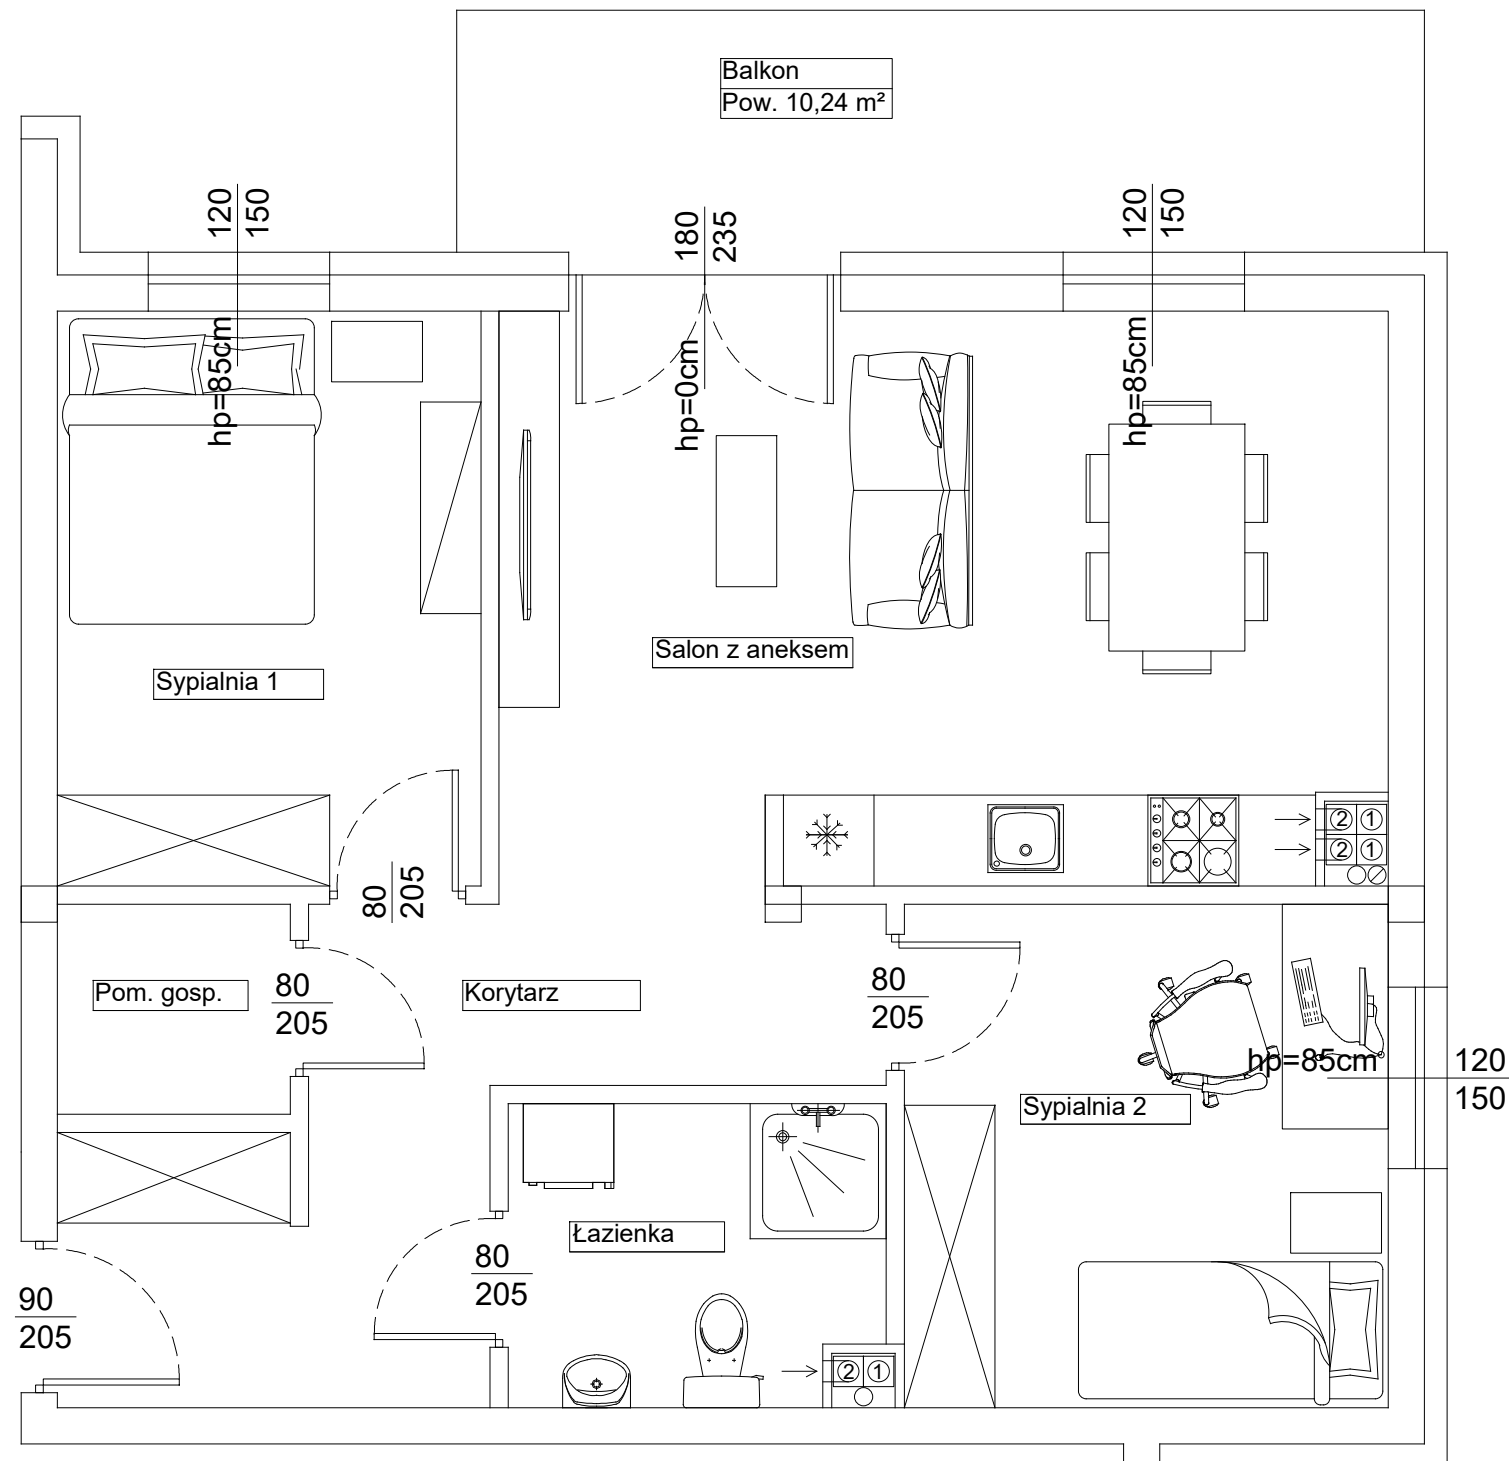 Balkon
Pow. 10,24 m²
120
150
hp=85cm
180
235
hp=0cm
120
150
hp=85cm
Salon z aneksem
Sypialnia 1
80
205
2
1
2
1
Pom. gosp.
80
205
Korytarz
80
205
hp=85cm
120
150
Sypialnia 2
Łazienka
80
205
90
205
2
1